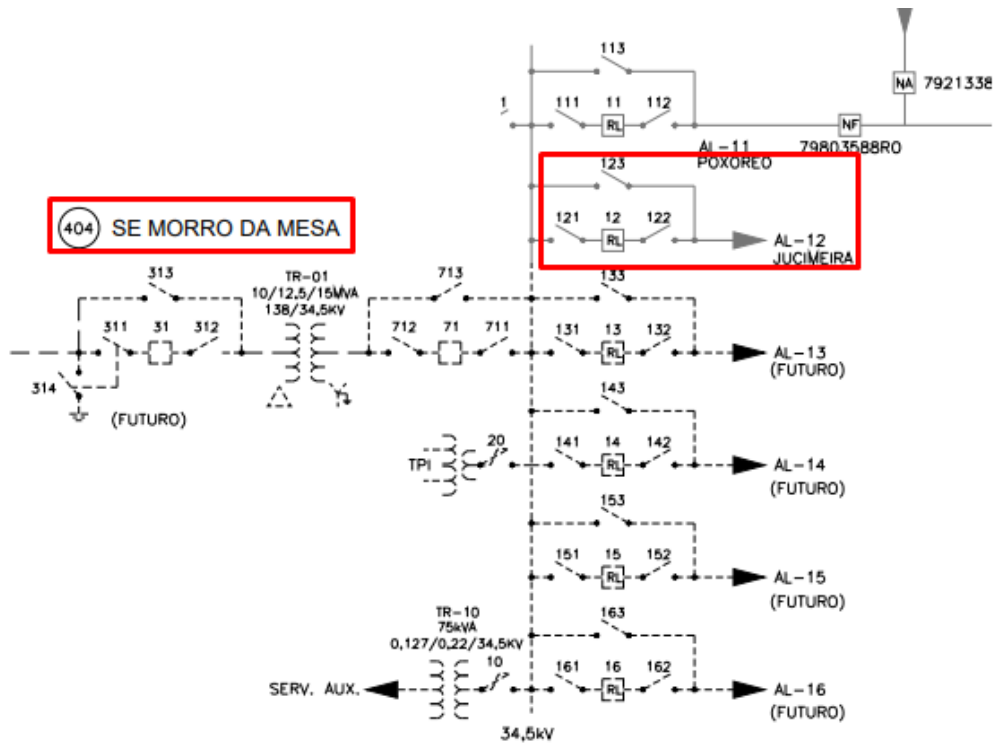 113
1 111 11 112
RL
NA 7921338
NF
AL-11 79803588RO
POXOREO
123
121 12 122
RL
AL-12
JUCIMEIRA
404 SE MORRO DA MESA
313
TR-01
10/12,5/15MVA
138/34,5KV
713
133
311 31 312
712 71 711
131 13 132
RL
AL-13
(FUTURO)
314
(FUTURO)
143
TPI
20
141 14 142
RL
AL-14
(FUTURO)
153
151 15 152
RL
AL-15
(FUTURO)
TR-10
75kVA
0,127/0,22/34,5KV
163
10
161 16 162
RL
SERV. AUX.
AL-16
(FUTURO)
34,5kV